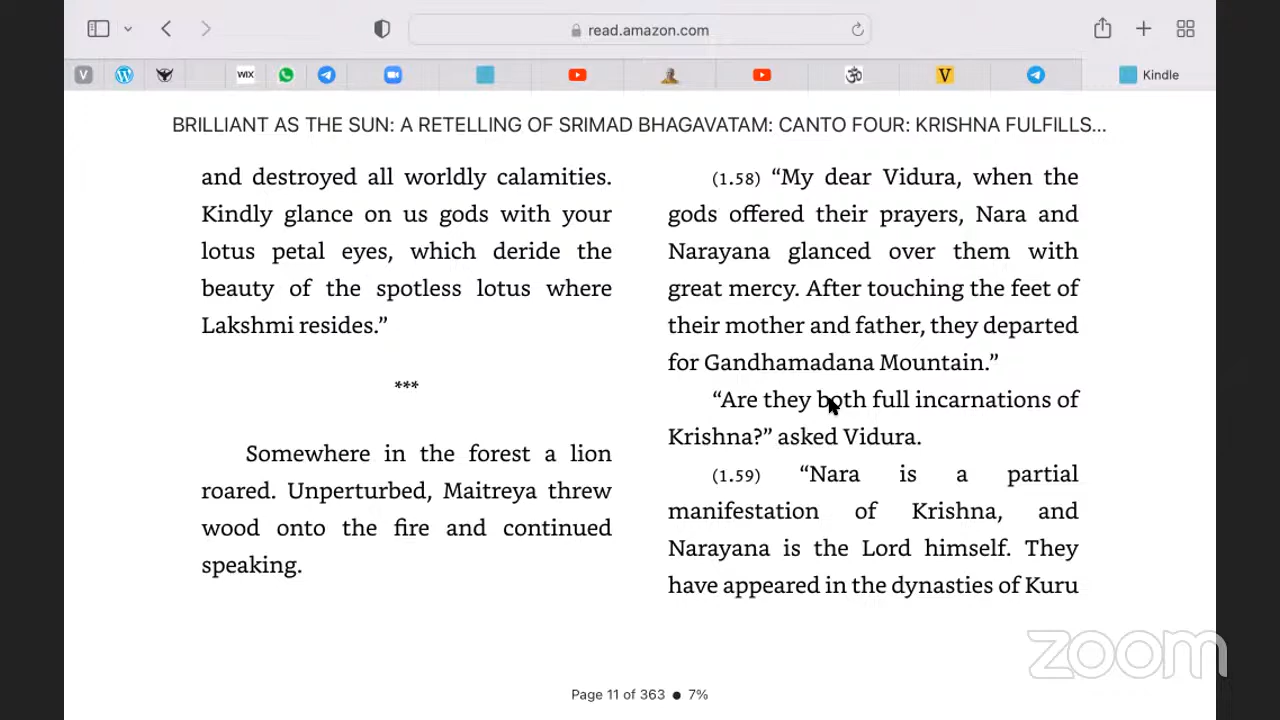 read.amazon.com
V
WIX
ॐ
V
Kindle
BRILLIANT AS THE SUN: A RETELLING OF SRIMAD BHAGAVATAM: CANTO FOUR: KRISHNA FULFILLS...
and destroyed all worldly calamities.
Kindly glance on us gods with your
lotus petal eyes, which deride the
beauty of the spotless lotus where
Lakshmi resides.”
***
Somewhere in the forest a lion
roared. Unperturbed, Maitreya threw
wood onto the fire and continued
speaking.
(1.58) “My dear Vidura, when the
gods offered their prayers, Nara and
Narayana glanced over them with
great mercy. After touching the feet of
their mother and father, they departed
for Gandhamadana Mountain.”
“Are they both full incarnations of
Krishna?” asked Vidura.
(1.59) “Nara is a partial
manifestation of Krishna, and
Narayana is the Lord himself. They
have appeared in the dynasties of Kuru
zoom
Page 11 of 363 ● 7%